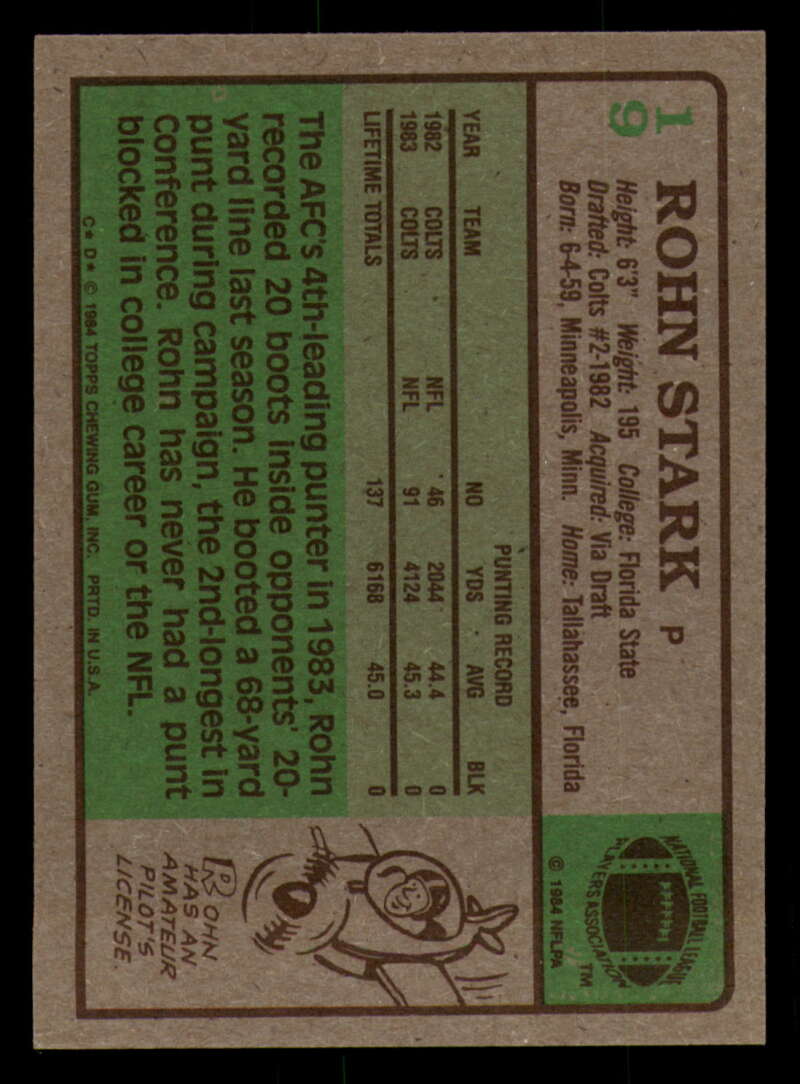 19
ROHN STARK P
Height: 6'3" Weight: 195 College: Florida State
Drafted: Colts #2-1982 Acquired: Via Draft
Born: 6-4-59, Minneapolis, Minn. Home: Tallahassee, Florida
NATIONAL FOOTBALL LEAGUE
PLAYERS ASSOCIATION
TM
© 1984 NFLPA
PUNTING RECORD
YEAR TEAM NO YDS AVG BLK
1982 COLTS NFL 46 2044 44.4 0
1983 COLTS NFL 91 4124 45.3 0
LIFETIME TOTALS 137 6168 45.0 0
The AFC's 4th-leading punter in 1983, Rohn
recorded 20 boots inside opponents' 20-
yard line last season. He booted a 68-yard
punt during campaign, the 2nd-longest in
Conference. Rohn has never had a punt
blocked in college career or the NFL.
C* D* © 1984 TOPPS CHEWING GUM, INC. PRTD. IN U.S.A.
ROHN
HAS AN
AMATEUR
PILOT'S
LICENSE.